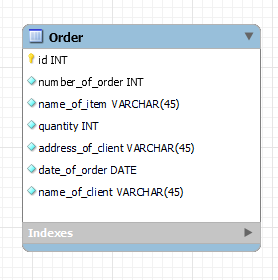 Order
id INT
number_of_order INT
name_of_item VARCHAR(45)
quantity INT
address_of_client VARCHAR(45)
date_of_order DATE
name_of_client VARCHAR(45)
Indexes